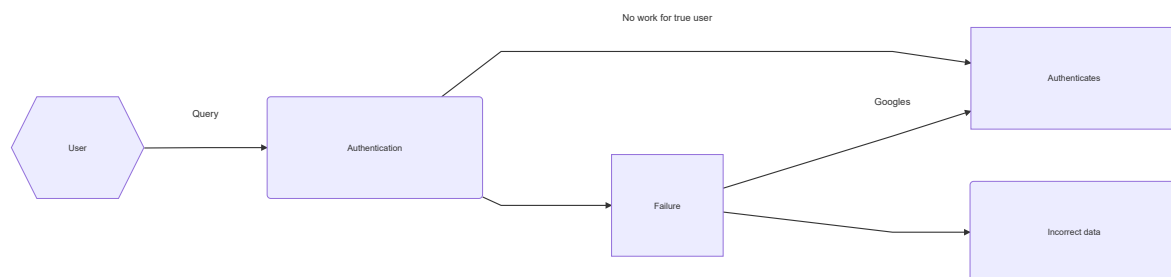 No work for true user
Authenticates
Googles
Query
User
Authentication
Failure
Incorrect data